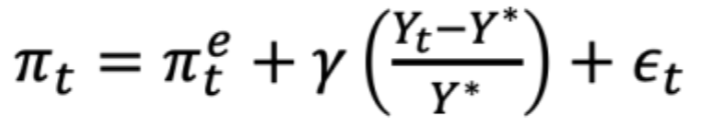 π_t = π_t^e + γ ((Y_t − Y*) / Y*) + ϵ_t